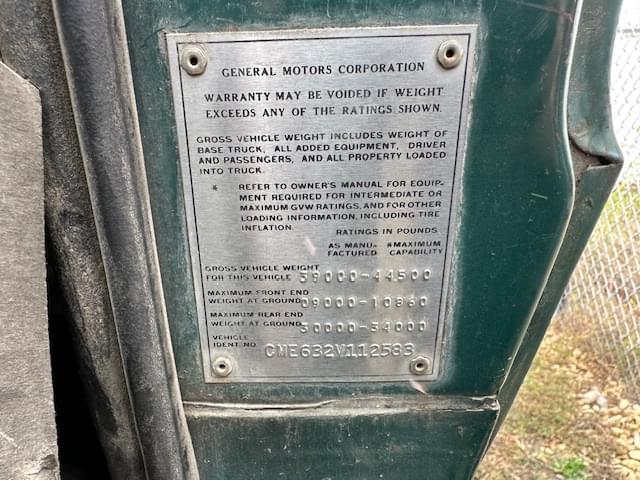 GENERAL MOTORS CORPORATION
WARRANTY MAY BE VOIDED IF WEIGHT
EXCEEDS ANY OF THE RATINGS SHOWN.
GROSS VEHICLE WEIGHT INCLUDES WEIGHT OF
BASE TRUCK, ALL ADDED EQUIPMENT, DRIVER
AND PASSENGERS, AND ALL PROPERTY LOADED
INTO TRUCK.
* REFER TO OWNER'S MANUAL FOR EQUIP-
MENT REQUIRED FOR INTERMEDIATE OR
MAXIMUM GVW RATINGS, AND FOR OTHER
LOADING INFORMATION, INCLUDING TIRE
INFLATION.
RATINGS IN POUNDS
AS MANU- *MAXIMUM
FACTURED CAPABILITY
GROSS VEHICLE WEIGHT
FOR THIS VEHICLE 39000-44500
MAXIMUM FRONT END
WEIGHT AT GROUND 09000-10860
MAXIMUM REAR END
WEIGHT AT GROUND 30000-34000
VEHICLE
IDENT. NO. CME632V112583